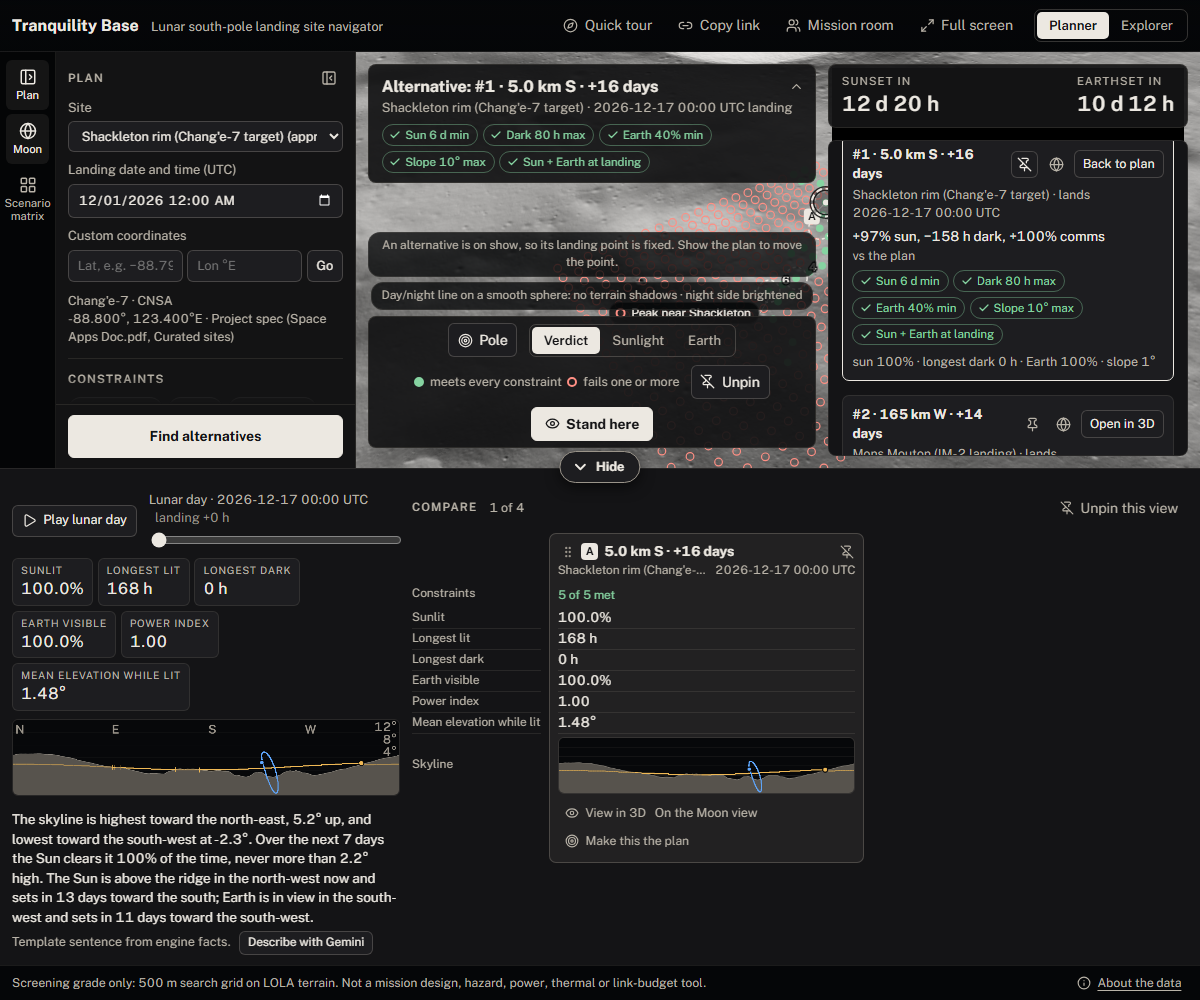 Tranquility Base
Lunar south-pole landing site navigator
Quick tour
Copy link
Mission room
Full screen
Planner
Explorer
Plan
Moon
Scenario
matrix
PLAN
Site
Shackleton rim (Chang'e-7 target) (appr
Landing date and time (UTC)
12/01/2026 12:00 AM
Custom coordinates
Lat, e.g. −88.79
Lon °E
Go
Chang'e-7 · CNSA
-88.800°, 123.400°E · Project spec (Space
Apps Doc.pdf, Curated sites)
CONSTRAINTS
Find alternatives
Alternative: #1 · 5.0 km S · +16 days
Shackleton rim (Chang'e-7 target) · 2026-12-17 00:00 UTC landing
Sun 6 d min
Dark 80 h max
Earth 40% min
Slope 10° max
Sun + Earth at landing
A
An alternative is on show, so its landing point is fixed. Show the plan to move
the point.
Day/night line on a smooth sphere: no terrain shadows · night side brightened
Peak near Shackleton
Pole
Verdict
Sunlight
Earth
meets every constraint
fails one or more
Unpin
Stand here
Hide
SUNSET IN
12 d 20 h
EARTHSET IN
10 d 12 h
#1 · 5.0 km S · +16
days
Back to plan
Shackleton rim (Chang'e-7 target) · lands
2026-12-17 00:00 UTC
+97% sun, −158 h dark, +100% comms
vs the plan
Sun 6 d min
Dark 80 h max
Earth 40% min
Slope 10° max
Sun + Earth at landing
sun 100% · longest dark 0 h · Earth 100% · slope 1°
#2 · 165 km W · +14
days
Open in 3D
Mons Mouton (IM-2 landing) · lands
Play lunar day
Lunar day · 2026-12-17 00:00 UTC
landing +0 h
SUNLIT
100.0%
LONGEST LIT
168 h
LONGEST DARK
0 h
EARTH VISIBLE
100.0%
POWER INDEX
1.00
MEAN ELEVATION WHILE LIT
1.48°
N
E
S
W
12°
8°
4°
The skyline is highest toward the north-east, 5.2° up, and
lowest toward the south-west at -2.3°. Over the next 7 days
the Sun clears it 100% of the time, never more than 2.2°
high. The Sun is above the ridge in the north-west now and
sets in 13 days toward the south; Earth is in view in the south-
west and sets in 11 days toward the south-west.
Template sentence from engine facts.
Describe with Gemini
COMPARE
1 of 4
Unpin this view
A
5.0 km S · +16 days
Shackleton rim (Chang'e-...
2026-12-17 00:00 UTC
Constraints
5 of 5 met
Sunlit
100.0%
Longest lit
168 h
Longest dark
0 h
Earth visible
100.0%
Power index
1.00
Mean elevation while lit
1.48°
Skyline
View in 3D
On the Moon view
Make this the plan
Screening grade only: 500 m search grid on LOLA terrain. Not a mission design, hazard, power, thermal or link-budget tool.
About the data